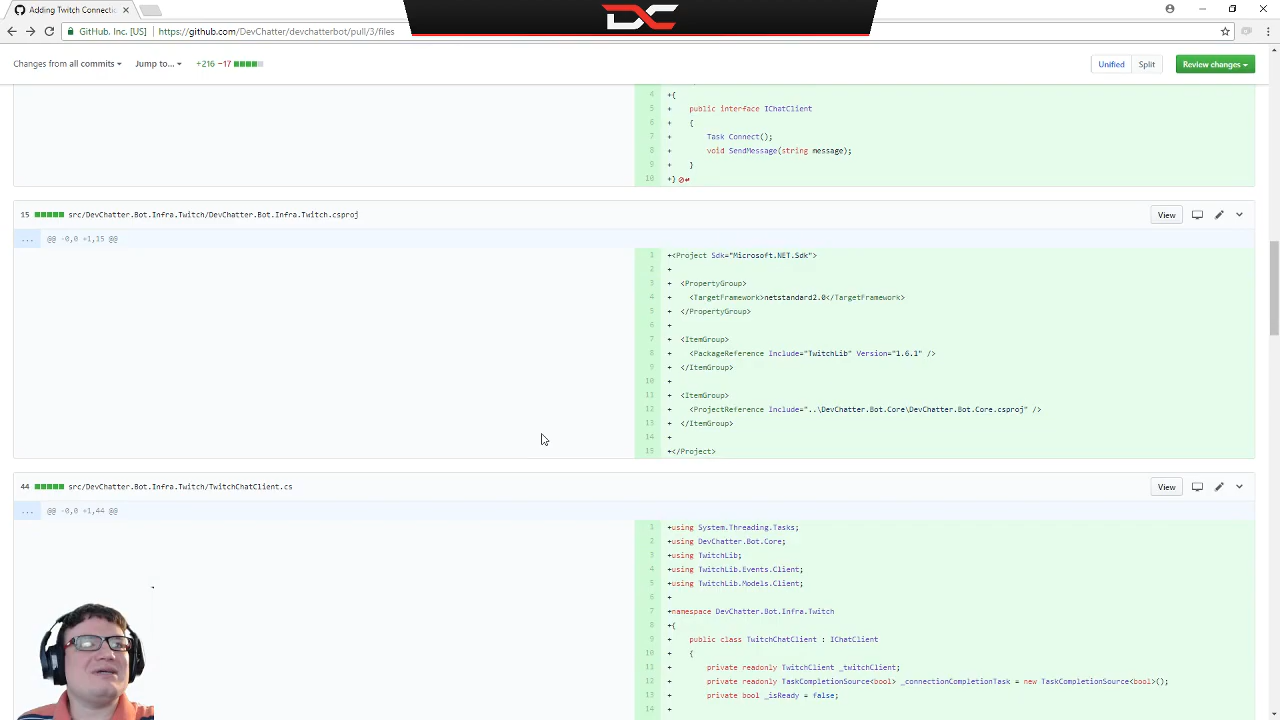 Adding Twitch Connectic
DC
GitHub, Inc. [US] https://github.com/DevChatter/devchatterbot/pull/3/files
Changes from all commits Jump to... +216 −17 Unified Split Review changes
4 +{
5 + public interface IChatClient
6 + {
7 + Task Connect();
8 + void SendMessage(string message);
9 + }
10 +}
15 src/DevChatter.Bot.Infra.Twitch/DevChatter.Bot.Infra.Twitch.csproj View
... @@ -0,0 +1,15 @@
1 +<Project Sdk="Microsoft.NET.Sdk">
2 +
3 + <PropertyGroup>
4 + <TargetFramework>netstandard2.0</TargetFramework>
5 + </PropertyGroup>
6 +
7 + <ItemGroup>
8 + <PackageReference Include="TwitchLib" Version="1.6.1" />
9 + </ItemGroup>
10 +
11 + <ItemGroup>
12 + <ProjectReference Include="..\DevChatter.Bot.Core\DevChatter.Bot.Core.csproj" />
13 + </ItemGroup>
14 +
15 +</Project>
44 src/DevChatter.Bot.Infra.Twitch/TwitchChatClient.cs View
... @@ -0,0 +1,44 @@
1 +using System.Threading.Tasks;
2 +using DevChatter.Bot.Core;
3 +using TwitchLib;
4 +using TwitchLib.Events.Client;
5 +using TwitchLib.Models.Client;
6 +
7 +namespace DevChatter.Bot.Infra.Twitch
8 +{
9 + public class TwitchChatClient : IChatClient
10 + {
11 + private readonly TwitchClient _twitchClient;
12 + private readonly TaskCompletionSource<bool> _connectionCompletionTask = new TaskCompletionSource<bool>();
13 + private bool _isReady = false;
14 +